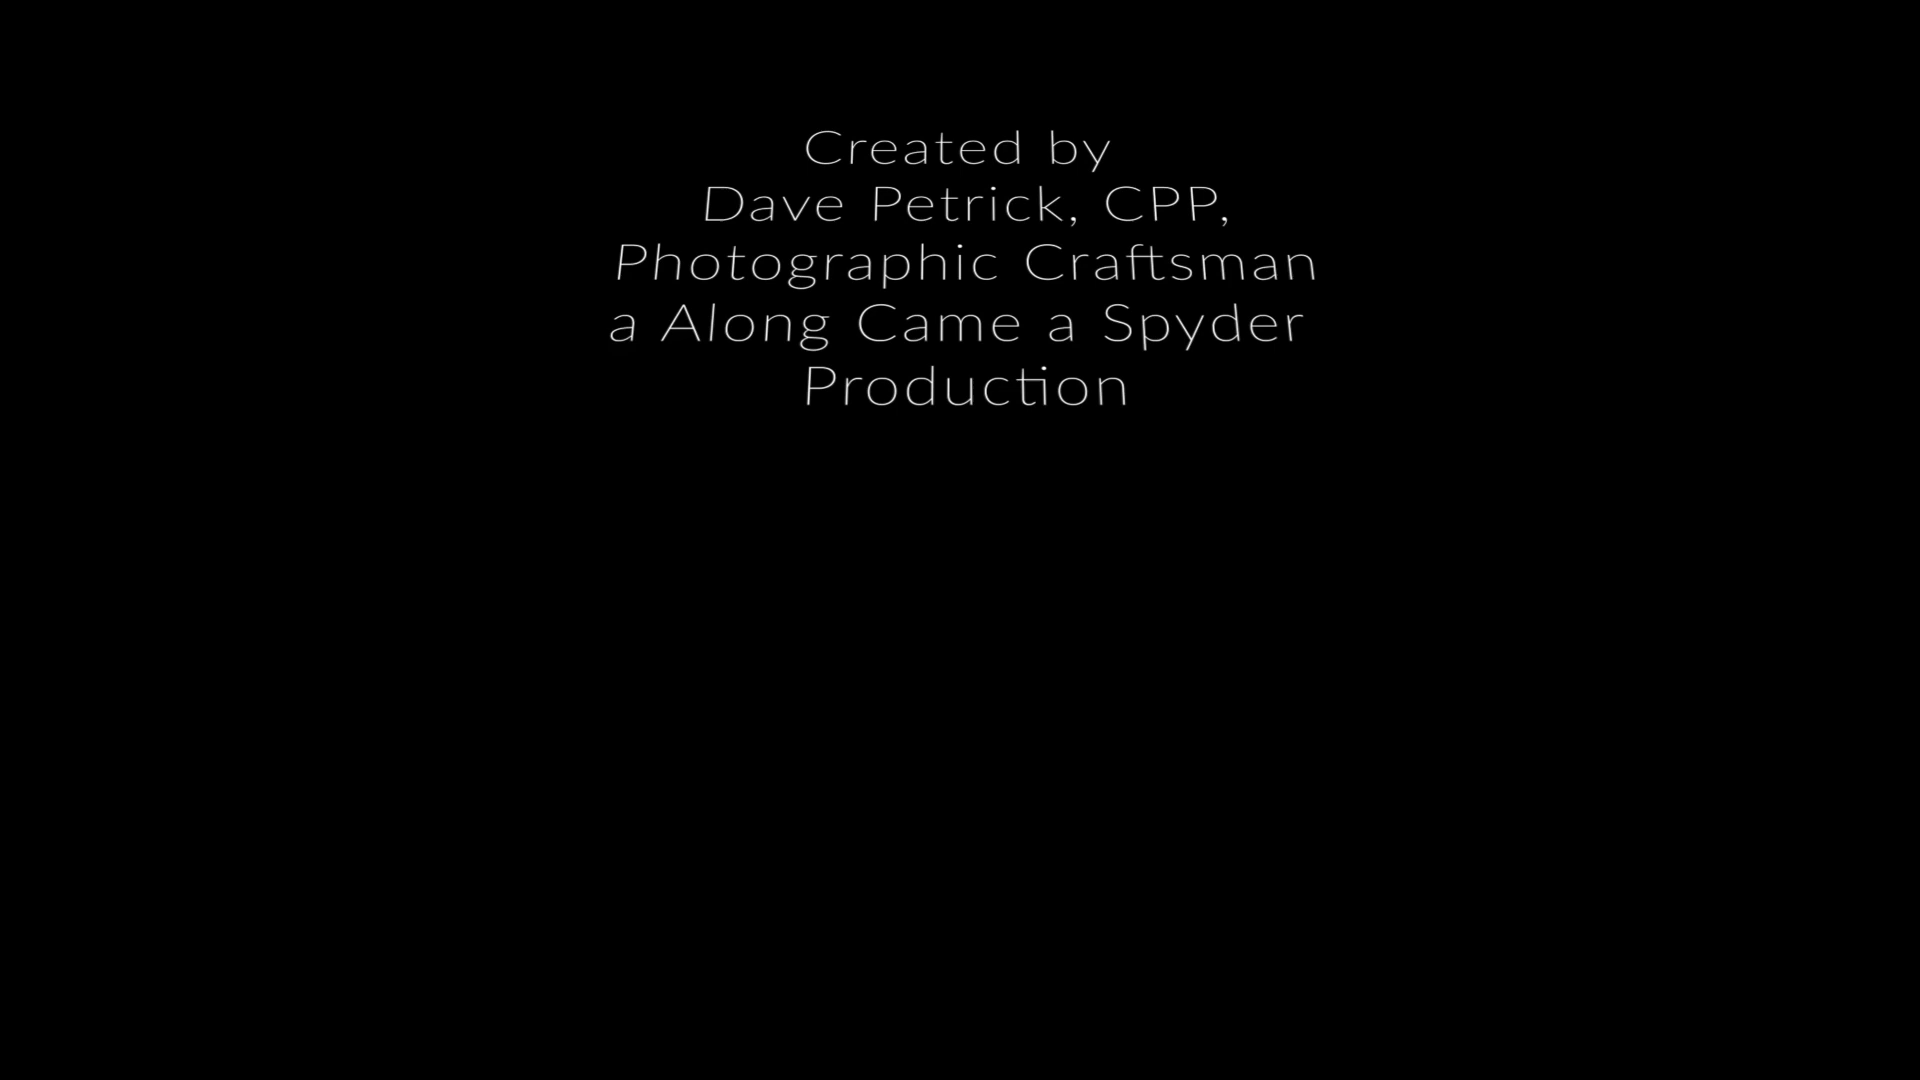 Created by
Dave Petrick, CPP,
Photographic Craftsman
a Along Came a Spyder
Production